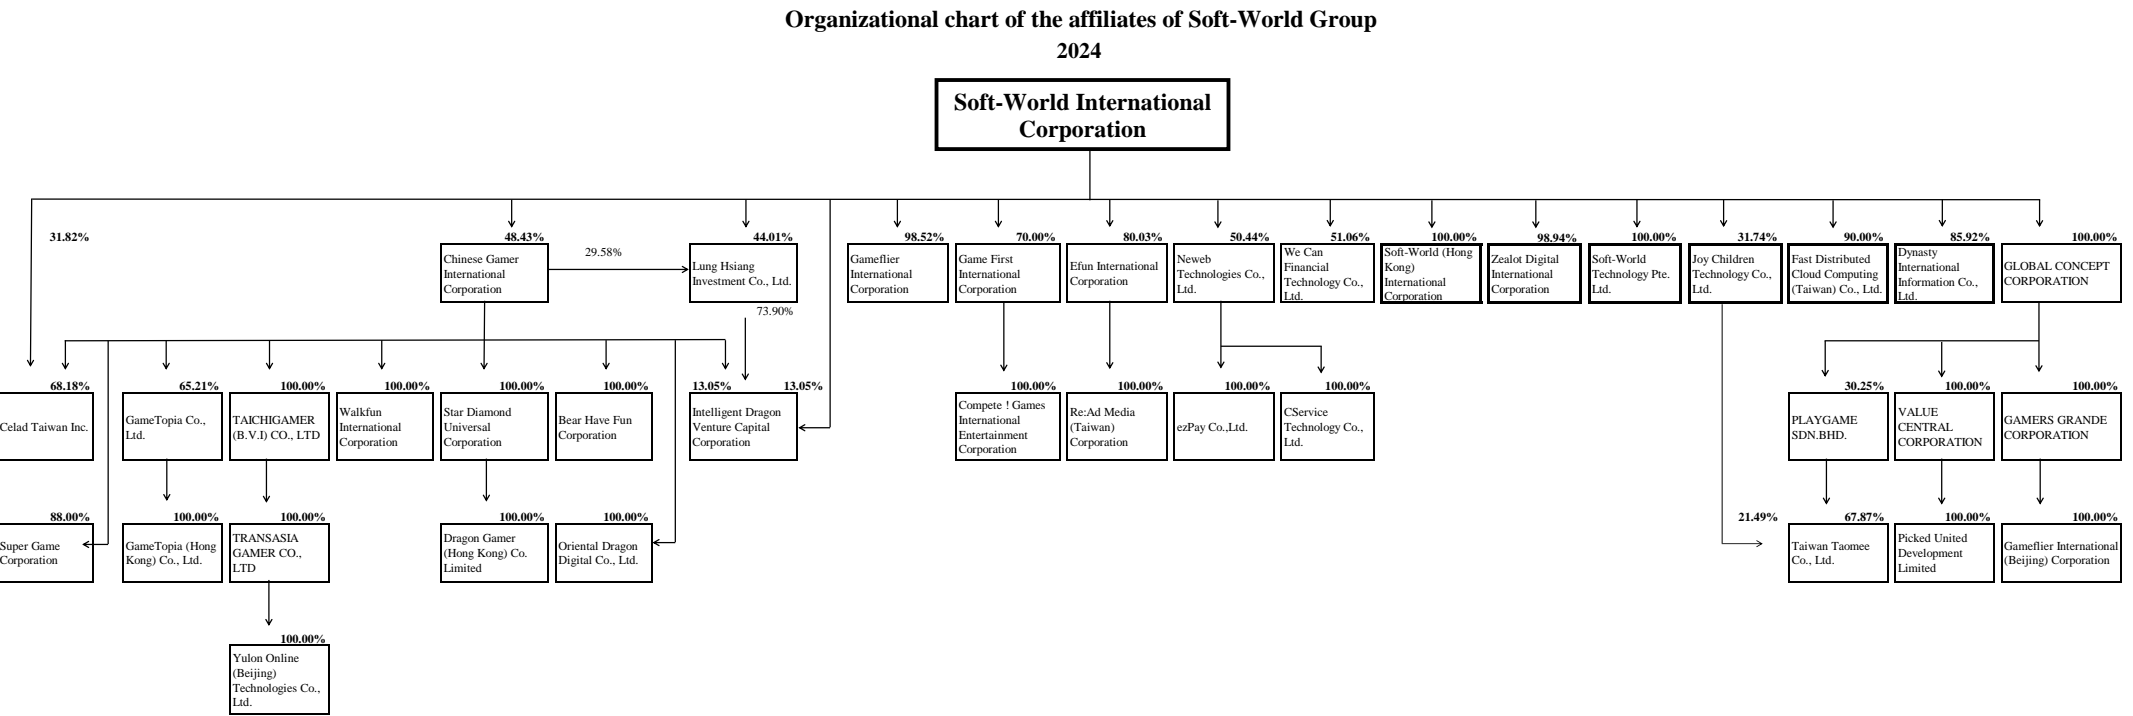 Organizational chart of the affiliates of Soft-World Group
2024
Soft-World International
Corporation
31.82%
48.43%
Chinese Gamer
International
Corporation
29.58%
44.01%
Lung Hsiang
Investment Co., Ltd.
73.90%
98.52%
Gameflier
International
Corporation
70.00%
Game First
International
Corporation
80.03%
Efun International
Corporation
50.44%
Neweb
Technologies Co.,
Ltd.
51.06%
We Can
Financial
Technology Co.,
Ltd.
100.00%
Soft-World (Hong
Kong)
International
Corporation
98.94%
Zealot Digital
International
Corporation
100.00%
Soft-World
Technology Pte.
Ltd.
31.74%
Joy Children
Technology Co.,
Ltd.
90.00%
Fast Distributed
Cloud Computing
(Taiwan) Co., Ltd.
85.92%
Dynasty
International
Information Co.,
Ltd.
100.00%
GLOBAL CONCEPT
CORPORATION
68.18%
Celad Taiwan Inc.
65.21%
GameTopia Co.,
Ltd.
100.00%
TAICHIGAMER
(B.V.I) CO., LTD
100.00%
Walkfun
International
Corporation
100.00%
Star Diamond
Universal
Corporation
100.00%
Bear Have Fun
Corporation
13.05%
13.05%
Intelligent Dragon
Venture Capital
Corporation
100.00%
Compete ! Games
International
Entertainment
Corporation
100.00%
Re:Ad Media
(Taiwan)
Corporation
100.00%
ezPay Co.,Ltd.
100.00%
CService
Technology Co.,
Ltd.
30.25%
PLAYGAME
SDN.BHD.
100.00%
VALUE
CENTRAL
CORPORATION
100.00%
GAMERS GRANDE
CORPORATION
88.00%
Super Game
Corporation
100.00%
GameTopia (Hong
Kong) Co., Ltd.
100.00%
TRANSASIA
GAMER CO.,
LTD
100.00%
Dragon Gamer
(Hong Kong) Co.
Limited
100.00%
Oriental Dragon
Digital Co., Ltd.
21.49%
67.87%
Taiwan Taomee
Co., Ltd.
100.00%
Picked United
Development
Limited
100.00%
Gameflier International
(Beijing) Corporation
100.00%
Yulon Online
(Beijing)
Technologies Co.,
Ltd.